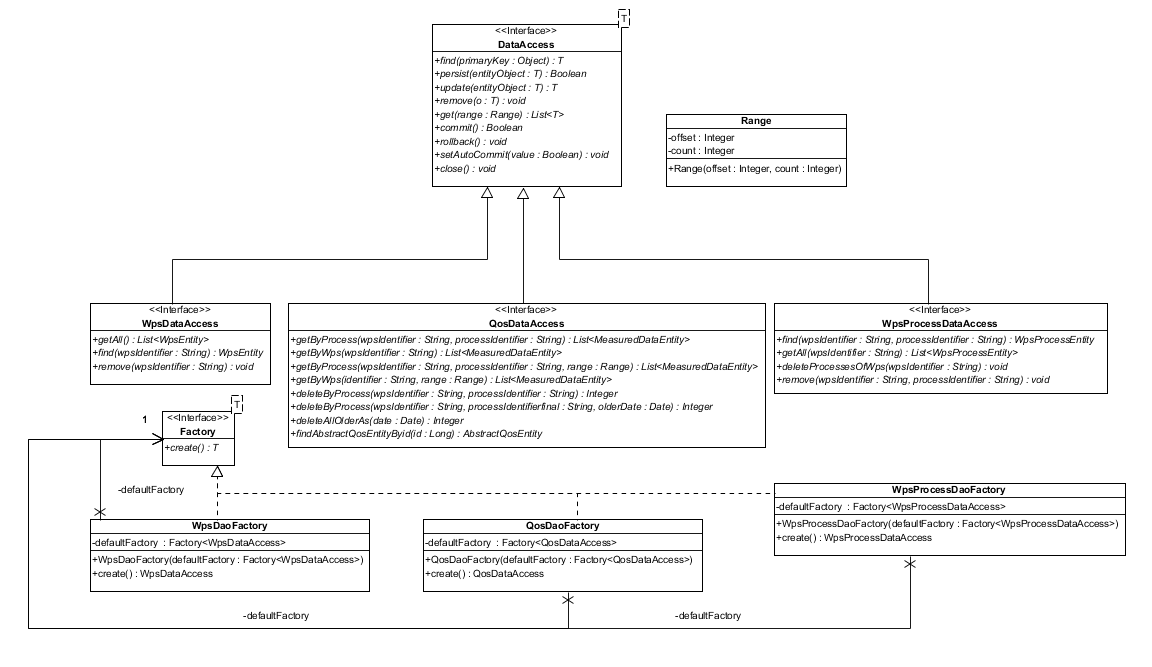 T
<<Interface>>
DataAccess
+find(primaryKey : Object) : T
+persist(entityObject : T) : Boolean
+update(entityObject : T) : T
+remove(o : T) : void
+get(range : Range) : List<T>
+commit() : Boolean
+rollback() : void
+setAutoCommit(value : Boolean) : void
+close() : void
Range
-offset : Integer
-count : Integer
+Range(offset : Integer, count : Integer)
<<Interface>>
WpsDataAccess
+getAll() : List<WpsEntity>
+find(wpsIdentifier : String) : WpsEntity
+remove(wpsIdentifier : String) : void
<<Interface>>
QosDataAccess
+getByProcess(wpsIdentifier : String, processIdentifier : String) : List<MeasuredDataEntity>
+getByWps(wpsIdentifier : String) : List<MeasuredDataEntity>
+getByProcess(wpsIdentifier : String, processIdentifier : String, range : Range) : List<MeasuredDataEntity>
+getByWps(identifier : String, range : Range) : List<MeasuredDataEntity>
+deleteByProcess(wpsIdentifier : String, processIdentifier : String) : Integer
+deleteByProcess(wpsIdentifier : String, processIdentifierfinal : String, olderDate : Date) : Integer
+deleteAllOlderAs(date : Date) : Integer
+findAbstractQosEntityByid(id : Long) : AbstractQosEntity
<<Interface>>
WpsProcessDataAccess
+find(wpsIdentifier : String, processIdentifier : String) : WpsProcessEntity
+getAll(wpsIdentifier : String) : List<WpsProcessEntity>
+deleteProcessesOfWps(wpsIdentifier : String) : void
+remove(wpsIdentifier : String, processIdentifier : String) : void
T
1
<<Interface>>
Factory
+create() : T
-defaultFactory
WpsDaoFactory
-defaultFactory : Factory<WpsDataAccess>
+WpsDaoFactory(defaultFactory : Factory<WpsDataAccess>)
+create() : WpsDataAccess
QosDaoFactory
-defaultFactory : Factory<QosDataAccess>
+QosDaoFactory(defaultFactory : Factory<QosDataAccess>)
+create() : QosDataAccess
WpsProcessDaoFactory
-defaultFactory : Factory<WpsProcessDataAccess>
+WpsProcessDaoFactory(defaultFactory : Factory<WpsProcessDataAccess>)
+create() : WpsProcessDataAccess
-defaultFactory
-defaultFactory